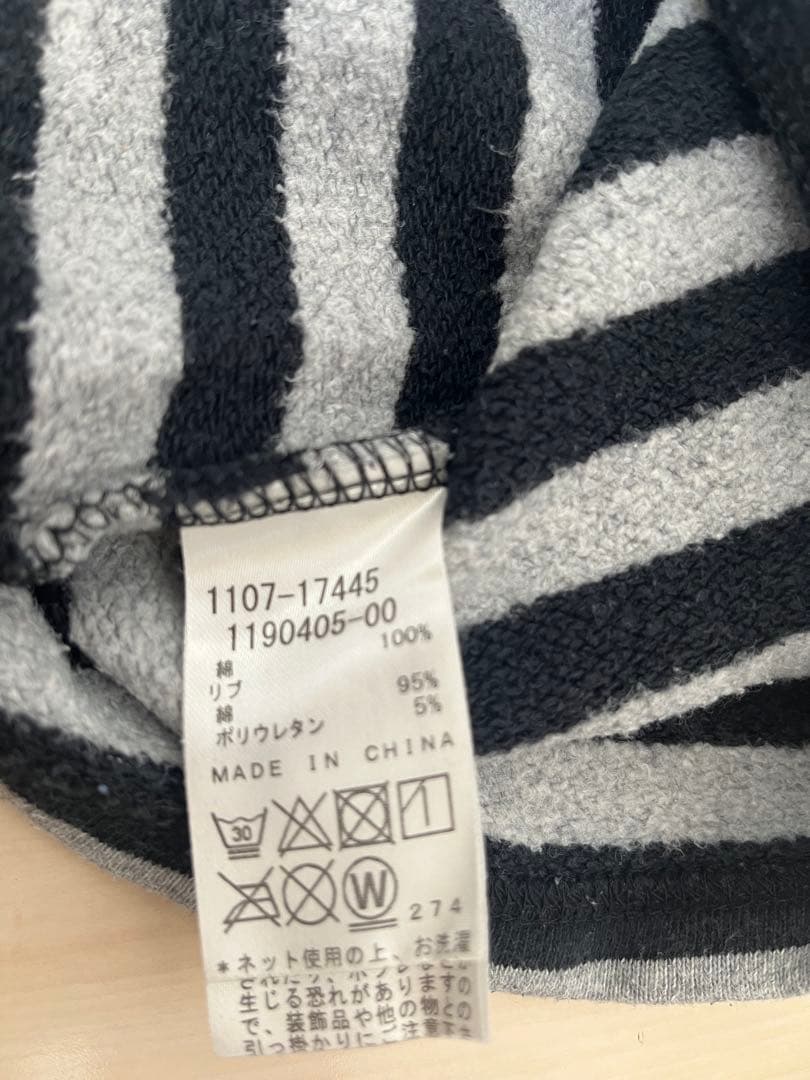 1107-17445
1190405-00
綿 100%
リブ
綿 95%
ポリウレタン 5%
MADE IN CHINA
30
W 274
*ネット使用の上、お洗濯
生じる恐れがありますの
で、装飾品や他の物との
引っ掛かりにご注意下さ